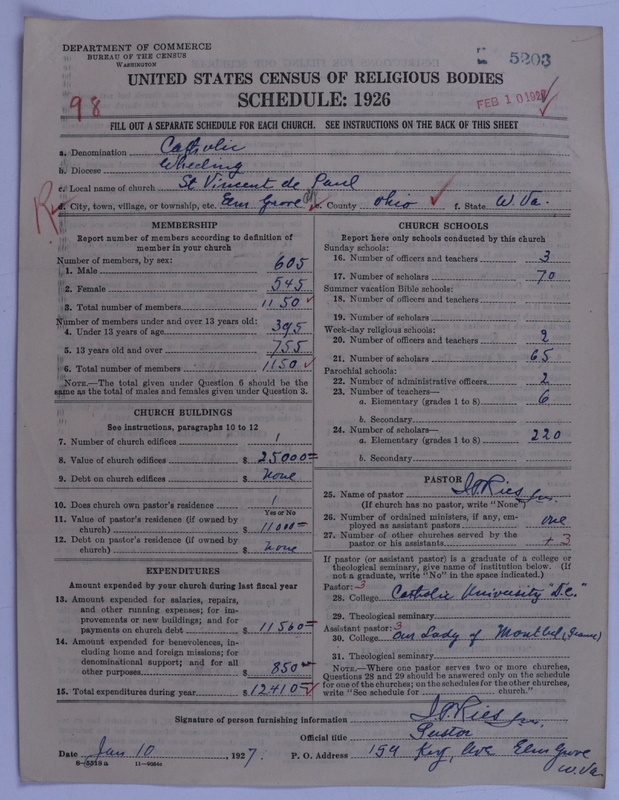 DEPARTMENT OF COMMERCE
BUREAU OF THE CENSUS
WASHINGTON
5203
UNITED STATES CENSUS OF RELIGIOUS BODIES
SCHEDULE: 1926
98
FEB 10 192
FILL OUT A SEPARATE SCHEDULE FOR EACH CHURCH. SEE INSTRUCTIONS ON THE BACK OF THIS SHEET
a. Denomination Catholic
b. Diocese Wheeling
c. Local name of church St Vincent de Paul
d. City, town, village, or township, etc. Elm Grove e. County Ohio f. State W. Va.
MEMBERSHIP
Report number of members according to definition of
member in your church
Number of members, by sex:
1. Male 605
2. Female 545
3. Total number of members 1150
Number of members under and over 13 years old:
4. Under 13 years of age 395
5. 13 years old and over 755
6. Total number of members 1150
NOTE.—The total given under Question 6 should be the
same as the total of males and females given under Question 3.
CHURCH BUILDINGS
See instructions, paragraphs 10 to 12
7. Number of church edifices 1
8. Value of church edifices $ 25000
9. Debt on church edifices $ none
10. Does church own pastor's residence 1
Yes or No
11. Value of pastor's residence (if owned by
church) $ 11000
12. Debt on pastor's residence (if owned by
church) $ none
EXPENDITURES
Amount expended by your church during last fiscal year
13. Amount expended for salaries, repairs,
and other running expenses; for im-
provements or new buildings; and for
payments on church debt $ 11560
14. Amount expended for benevolences, in-
cluding home and foreign missions; for
denominational support; and for all
other purposes $ 850
15. Total expenditures during year $ 12410
CHURCH SCHOOLS
Report here only schools conducted by this church
Sunday schools:
16. Number of officers and teachers 3
17. Number of scholars 70
Summer vacation Bible schools:
18. Number of officers and teachers
19. Number of scholars
Week-day religious schools:
20. Number of officers and teachers 2
21. Number of scholars 65
Parochial schools:
22. Number of administrative officers 2
23. Number of teachers—
a. Elementary (grades 1 to 8) 6
b. Secondary
24. Number of scholars—
a. Elementary (grades 1 to 8) 220
b. Secondary
PASTOR
25. Name of pastor Ries
(If church has no pastor, write "None")
26. Number of ordained ministers, if any, em-
ployed as assistant pastors one
27. Number of other churches served by the
pastor or his assistants + 3
If pastor (or assistant pastor) is a graduate of a college or
theological seminary, give name of institution below. (If
not a graduate, write "No" in the space indicated.)
Pastor: 3
28. College Catholic University "D.C."
29. Theological seminary
Assistant pastor: 3
30. College Our Lady of
31. Theological seminary
NOTE.—Where one pastor serves two or more churches,
Questions 28 and 29 should be answered only on the schedule
for one of the churches; on the schedules for the other churches,
write "See schedule for church."
Signature of person furnishing information Ries
Official title Pastor
Date Jan 10, 1927. P. O. Address 159 Key Ave Elm Grove
W. Va
8—5319 a